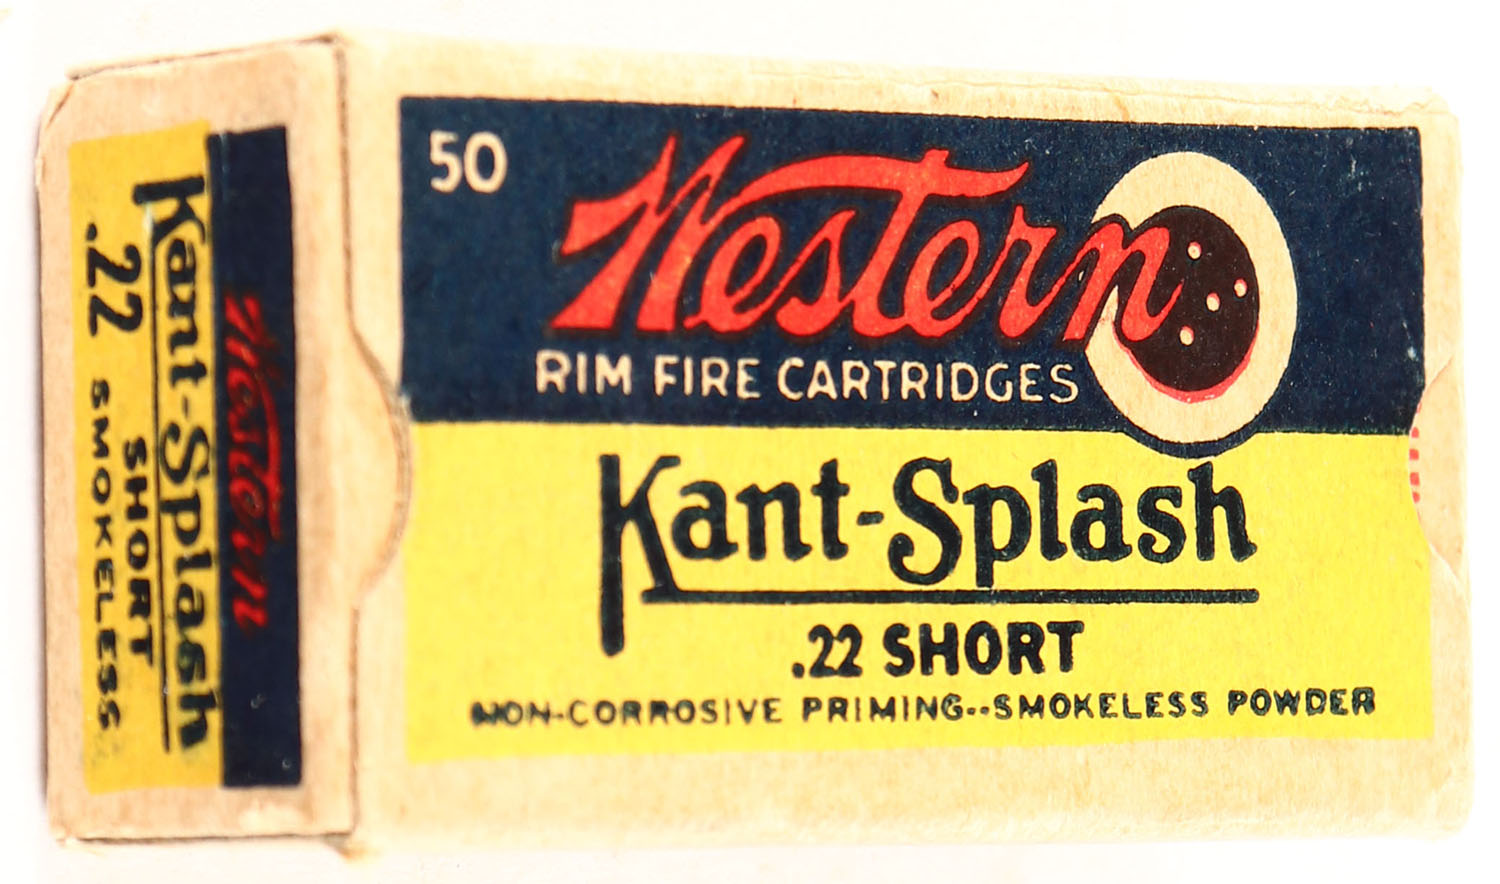 50
Western
RIM FIRE CARTRIDGES
Kant-Splash
.22 SHORT
NON-CORROSIVE PRIMING--SMOKELESS POWDER
Western
Kant-Splash
.22 SHORT
SMOKELESS